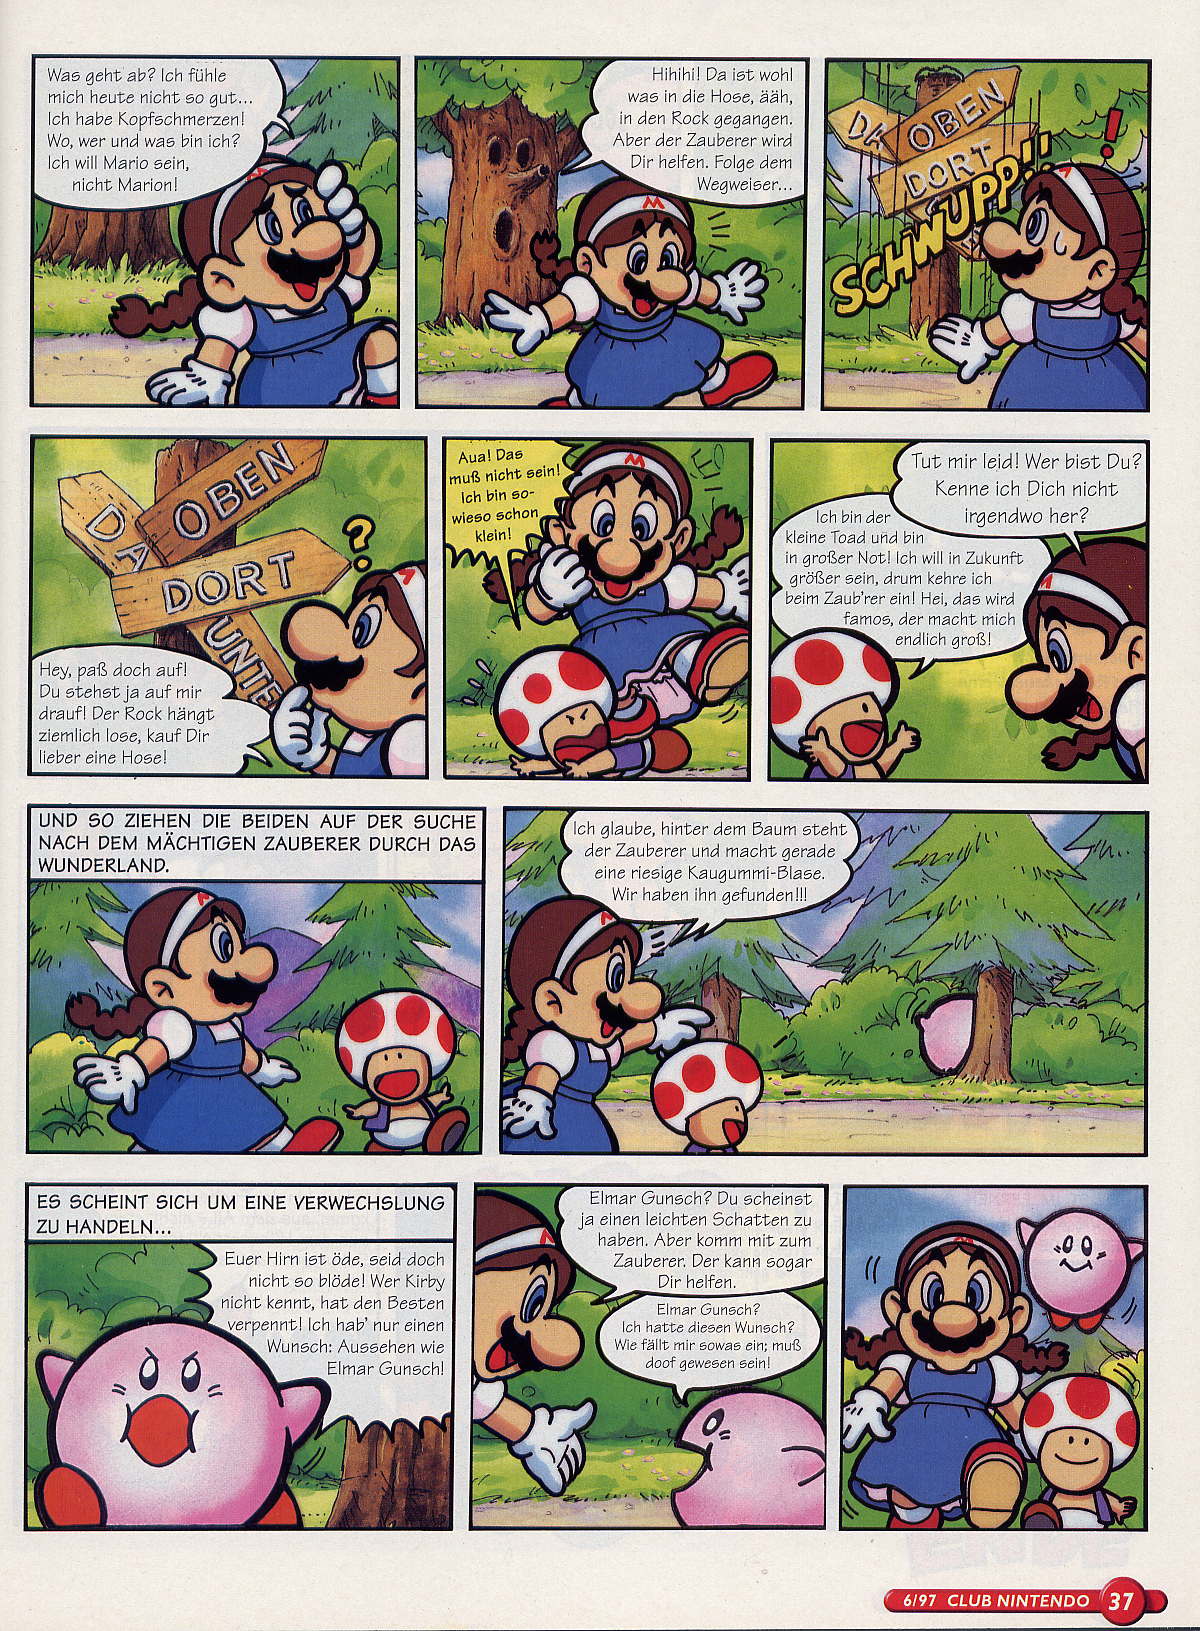 Was geht ab? Ich fühle
mich heute nicht so gut...
Ich habe Kopfschmerzen!
Wo, wer und was bin ich?
Ich will Mario sein,
nicht Marion!
Hihihi! Da ist wohl
was in die Hose, ääh,
in den Rock gegangen.
Aber der Zauberer wird
Dir helfen. Folge dem
Wegweiser...
M
DA
OBEN
DORT
SCHWUPP!!
!
OBEN
DA
DORT
UNTE
?
Hey, paß doch auf!
Du stehst ja auf mir
drauf! Der Rock hängt
ziemlich lose, kauf Dir
lieber eine Hose!
Aua! Das
muß nicht sein!
Ich bin so-
wieso schon
klein!
M
Tut mir leid! Wer bist Du?
Kenne ich Dich nicht
irgendwo her?
Ich bin der
kleine Toad und bin
in großer Not! Ich will in Zukunft
größer sein, drum kehre ich
beim Zaub'rer ein! Hei, das wird
famos, der macht mich
endlich groß!
UND SO ZIEHEN DIE BEIDEN AUF DER SUCHE
NACH DEM MÄCHTIGEN ZAUBERER DURCH DAS
WUNDERLAND.
Ich glaube, hinter dem Baum steht
der Zauberer und macht gerade
eine riesige Kaugummi-Blase.
Wir haben ihn gefunden!!!
ES SCHEINT SICH UM EINE VERWECHSLUNG
ZU HANDELN...
Euer Hirn ist öde, seid doch
nicht so blöde! Wer Kirby
nicht kennt, hat den Besten
verpennt! Ich hab' nur einen
Wunsch: Aussehen wie
Elmar Gunsch!
Elmar Gunsch? Du scheinst
ja einen leichten Schatten zu
haben. Aber komm mit zum
Zauberer. Der kann sogar
Dir helfen.
Elmar Gunsch?
Ich hatte diesen Wunsch?
Wie fällt mir sowas ein; muß
doof gewesen sein!
6/97 CLUB NINTENDO 37